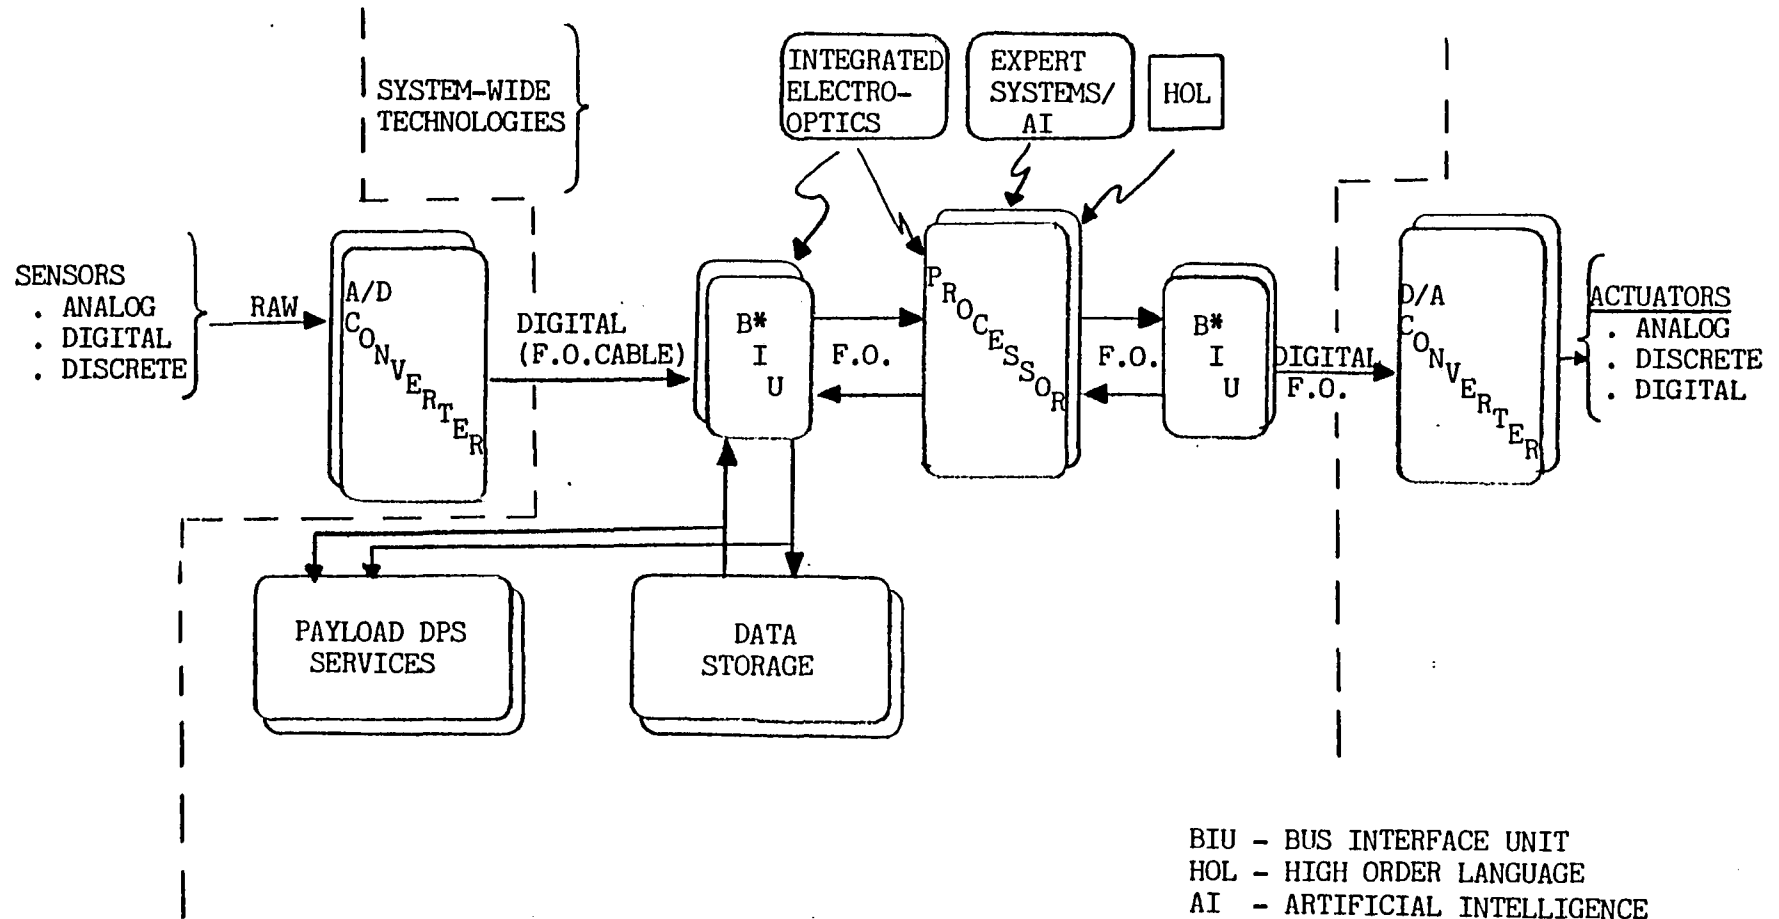 SYSTEM-WIDE
TECHNOLOGIES
INTEGRATED
ELECTRO-
OPTICS
EXPERT
SYSTEMS/
AI
HOL
SENSORS
. ANALOG
. DIGITAL
. DISCRETE
RAW
A/D
CONVERTER
DIGITAL
(F.O.CABLE)
B*
I
U
F.O.
PROCESSOR
F.O.
B*
I
U
DIGITAL
F.O.
D/A
CONVERTER
ACTUATORS
. ANALOG
. DISCRETE
. DIGITAL
PAYLOAD DPS
SERVICES
DATA
STORAGE
BIU - BUS INTERFACE UNIT
HOL - HIGH ORDER LANGUAGE
AI - ARTIFICIAL INTELLIGENCE